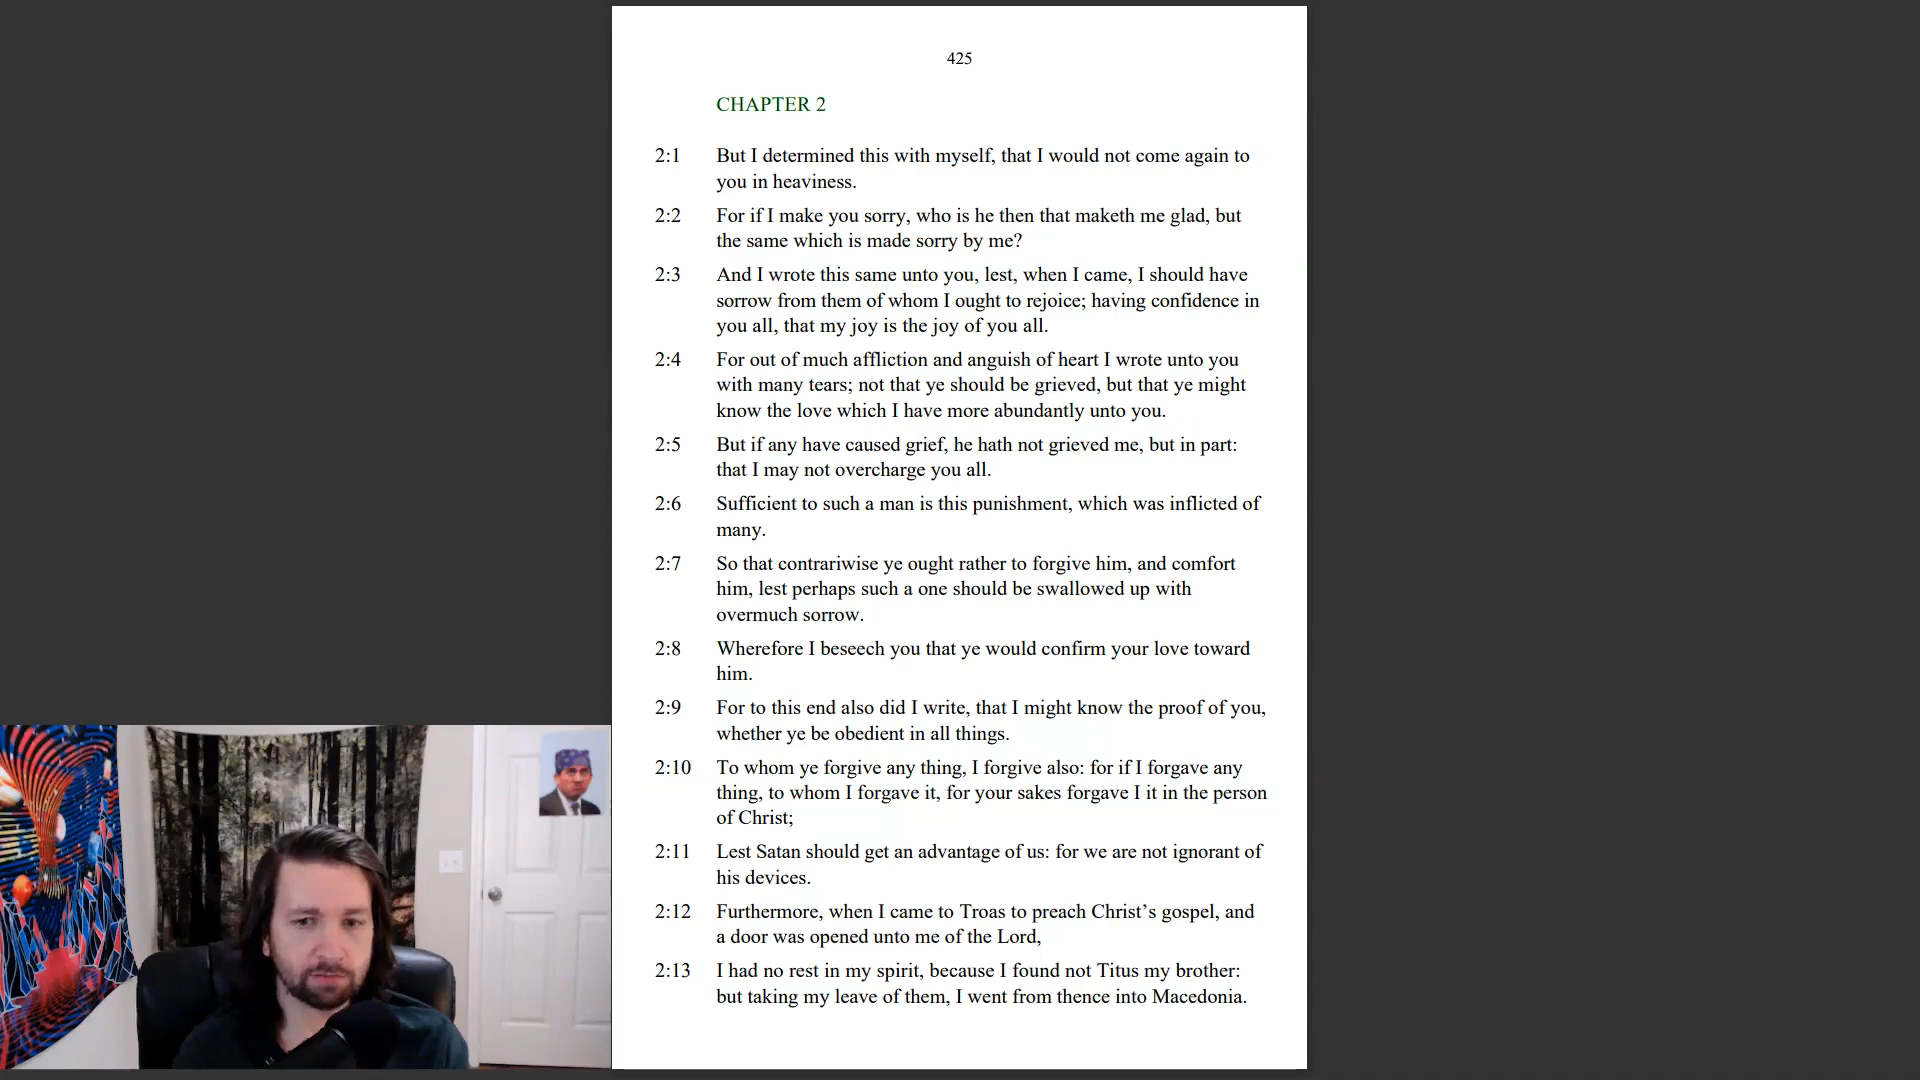 425
CHAPTER 2
2:1 But I determined this with myself, that I would not come again to
you in heaviness.
2:2 For if I make you sorry, who is he then that maketh me glad, but
the same which is made sorry by me?
2:3 And I wrote this same unto you, lest, when I came, I should have
sorrow from them of whom I ought to rejoice; having confidence in
you all, that my joy is the joy of you all.
2:4 For out of much affliction and anguish of heart I wrote unto you
with many tears; not that ye should be grieved, but that ye might
know the love which I have more abundantly unto you.
2:5 But if any have caused grief, he hath not grieved me, but in part:
that I may not overcharge you all.
2:6 Sufficient to such a man is this punishment, which was inflicted of
many.
2:7 So that contrariwise ye ought rather to forgive him, and comfort
him, lest perhaps such a one should be swallowed up with
overmuch sorrow.
2:8 Wherefore I beseech you that ye would confirm your love toward
him.
2:9 For to this end also did I write, that I might know the proof of you,
whether ye be obedient in all things.
2:10 To whom ye forgive any thing, I forgive also: for if I forgave any
thing, to whom I forgave it, for your sakes forgave I it in the person
of Christ;
2:11 Lest Satan should get an advantage of us: for we are not ignorant of
his devices.
2:12 Furthermore, when I came to Troas to preach Christ’s gospel, and
a door was opened unto me of the Lord,
2:13 I had no rest in my spirit, because I found not Titus my brother:
but taking my leave of them, I went from thence into Macedonia.